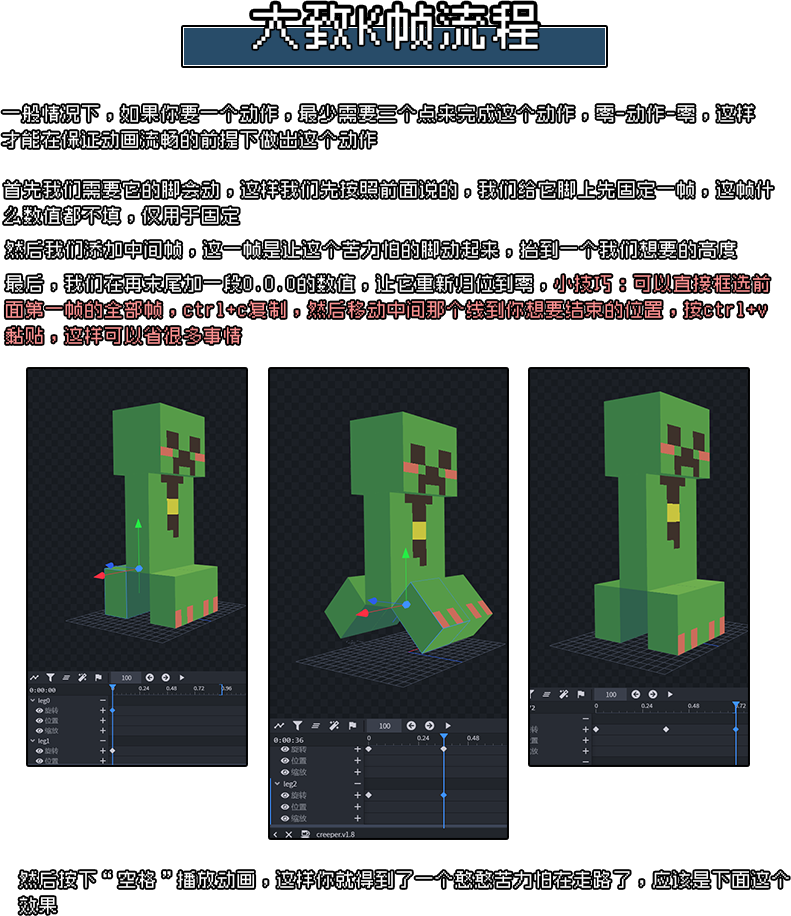 大致K帧流程
一般情况下，如果你要一个动作，最少需要三个点来完成这个动作，零-动作-零，这样
才能在保证动画流畅的前提下做出这个动作
首先我们需要它的脚会动，这样我们先按照前面说的，我们给它脚上先固定一帧，这帧什
么数值都不填，仅用于固定
然后我们添加中间帧，这一帧是让这个苦力怕的脚动起来，抬到一个我们想要的高度
最后，我们在再末尾加一段0.0.0的数值，让它重新归位到零，小技巧：可以直接框选前
面第一帧的全部帧，ctrl+c复制，然后移动中间那个线到你想要结束的位置，按ctrl+v
黏贴，这样可以省很多事情
100
0:00:00
0.24 0.48 0.72 0.96
leg0
旋转
位置
缩放
leg1
旋转
位置
100
0:00:36
0 0.24 0.48
旋转
位置
缩放
leg2
旋转
位置
缩放
creeper.v1.8
100
72
0 0.24 0.48 0.72
转
置
放
然后按下“空格”播放动画，这样你就得到了一个憨憨苦力怕在走路了，应该是下面这个
效果